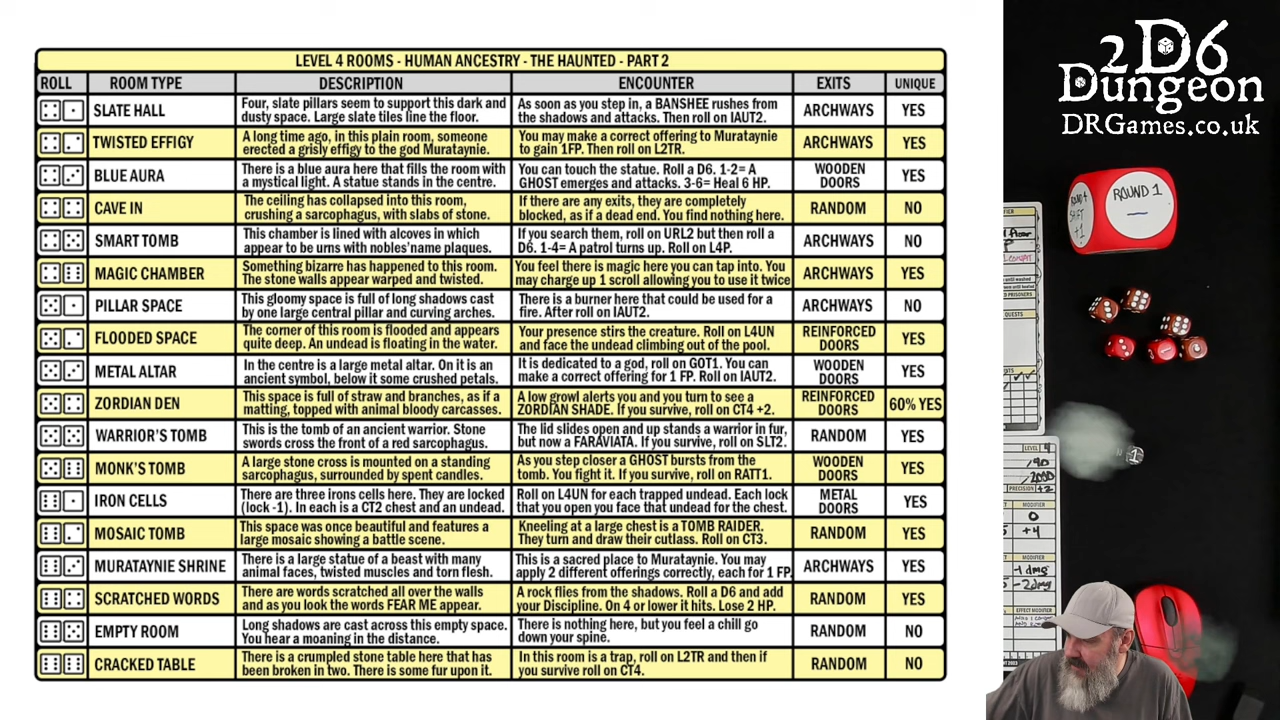 LEVEL 4 ROOMS - HUMAN ANCESTRY - THE HAUNTED - PART 2
ROLL ROOM TYPE DESCRIPTION ENCOUNTER EXITS UNIQUE
SLATE HALL
Four, slate pillars seem to support this dark and
dusty space. Large slate tiles line the floor.
As soon as you step in, a BANSHEE rushes from
the shadows and attacks. Then roll on IAUT2.
ARCHWAYS
YES
TWISTED EFFIGY
A long time ago, in this plain room, someone
erected a grisly effigy to the god Murataynie.
You may make a correct offering to Murataynie
to gain 1FP. Then roll on L2TR.
ARCHWAYS
YES
BLUE AURA
There is a blue aura here that fills the room with
a mystical light. A statue stands in the centre.
You can touch the statue. Roll a D6. 1-2= A
GHOST emerges and attacks. 3-6= Heal 6 HP.
WOODEN
DOORS
YES
CAVE IN
The ceiling has collapsed into this room,
crushing a sarcophagus, with slabs of stone.
If there are any exits, they are completely
blocked, as if a dead end. You find nothing here.
RANDOM
NO
SMART TOMB
This chamber is lined with alcoves in which
appear to be urns with nobles'name plaques.
If you search them, roll on URL2 but then roll a
D6. 1-4= A patrol turns up. Roll on L4P.
ARCHWAYS
NO
MAGIC CHAMBER
Something bizarre has happened to this room.
The stone walls appear warped and twisted.
You feel there is magic here you can tap into. You
may charge up 1 scroll allowing you to use it twice
ARCHWAYS
YES
PILLAR SPACE
This gloomy space is full of long shadows cast
by one large central pillar and curving arches.
There is a burner here that could be used for a
fire. After roll on IAUT2.
ARCHWAYS
NO
FLOODED SPACE
The corner of this room is flooded and appears
quite deep. An undead is floating in the water.
Your presence stirs the creature. Roll on L4UN
and face the undead climbing out of the pool.
REINFORCED
DOORS
YES
METAL ALTAR
In the centre is a large metal altar. On it is an
ancient symbol, below it some crushed petals.
It is dedicated to a god, roll on GOT1. You can
make a correct offering for 1 FP. Roll on IAUT2.
WOODEN
DOORS
YES
ZORDIAN DEN
This space is full of straw and branches, as if a
matting, topped with animal bloody carcasses.
A low growl alerts you and you turn to see a
ZORDIAN SHADE. If you survive, roll on CT4 +2.
REINFORCED
DOORS
60% YES
WARRIOR'S TOMB
This is the tomb of an ancient warrior. Stone
swords cross the front of a red sarcophagus.
The lid slides open and up stands a warrior in fur,
but now a FARAVIATA. If you survive, roll on SLT2.
RANDOM
YES
MONK'S TOMB
A large stone cross is mounted on a standing
sarcophagus, surrounded by spent candles.
As you step closer a GHOST bursts from the
tomb. You fight it. If you survive, roll on RATT1.
WOODEN
DOORS
YES
IRON CELLS
There are three irons cells here. They are locked
(lock -1). In each is a CT2 chest and an undead.
Roll on L4UN for each trapped undead. Each lock
that you open you face that undead for the chest.
METAL
DOORS
YES
MOSAIC TOMB
This space was once beautiful and features a
large mosaic showing a battle scene.
Kneeling at a large chest is a TOMB RAIDER.
They turn and draw their cutlass. Roll on CT3.
RANDOM
YES
MURATAYNIE SHRINE
There is a large statue of a beast with many
animal faces, twisted muscles and torn flesh.
This is a sacred place to Murataynie. You may
apply 2 different offerings correctly, each for 1 FP.
ARCHWAYS
YES
SCRATCHED WORDS
There are words scratched all over the walls
and as you look the words FEAR ME appear.
A rock flies from the shadows. Roll a D6 and add
your Discipline. On 4 or lower it hits. Lose 2 HP.
RANDOM
YES
EMPTY ROOM
Long shadows are cast across this empty space.
You hear a moaning in the distance.
There is nothing here, but you feel a chill go
down your spine.
RANDOM
NO
CRACKED TABLE
There is a crumpled stone table here that has
been broken in two. There is some fur upon it.
In this room is a trap, roll on L2TR and then if
you survive roll on CT4.
RANDOM
NO
2D6
Dungeon
DRGames.co.uk
ROUND 1
SHIFT
+1
QUESTS
LEVEL 4
PRECISION +2
MODIFIER
0
+4
MODIFIER
-1 dmg
-2dmg
EFFECT MODIFIER